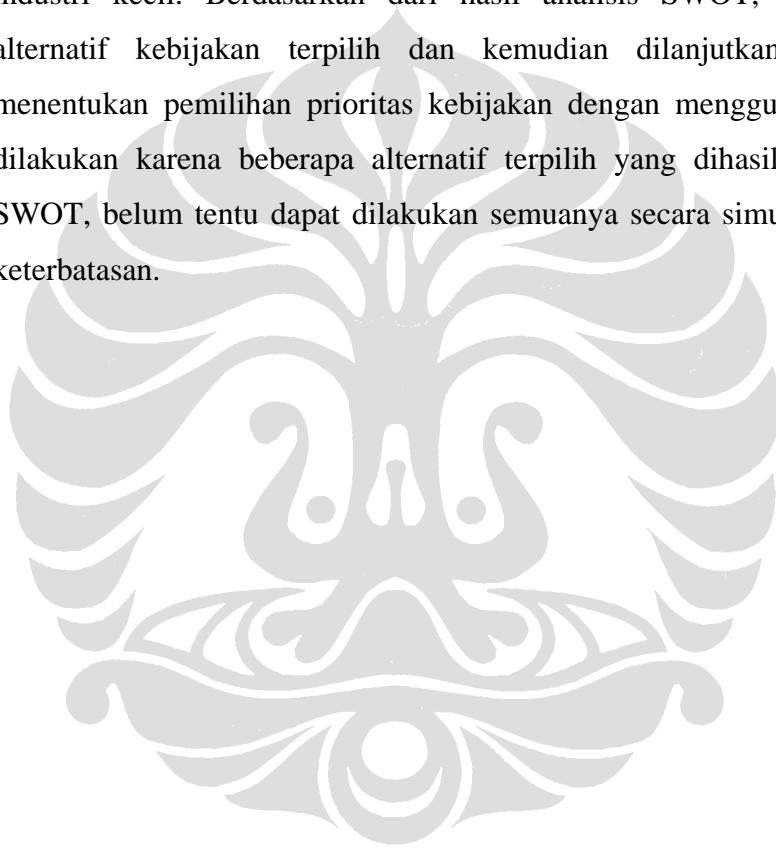 industri kecil. Berdasarkan dari hasil analisis SWOT,
alternatif kebijakan terpilih dan kemudian dilanjutkan
menentukan pemilihan prioritas kebijakan dengan menggu
dilakukan karena beberapa alternatif terpilih yang dihasil
SWOT, belum tentu dapat dilakukan semuanya secara simu
keterbatasan.